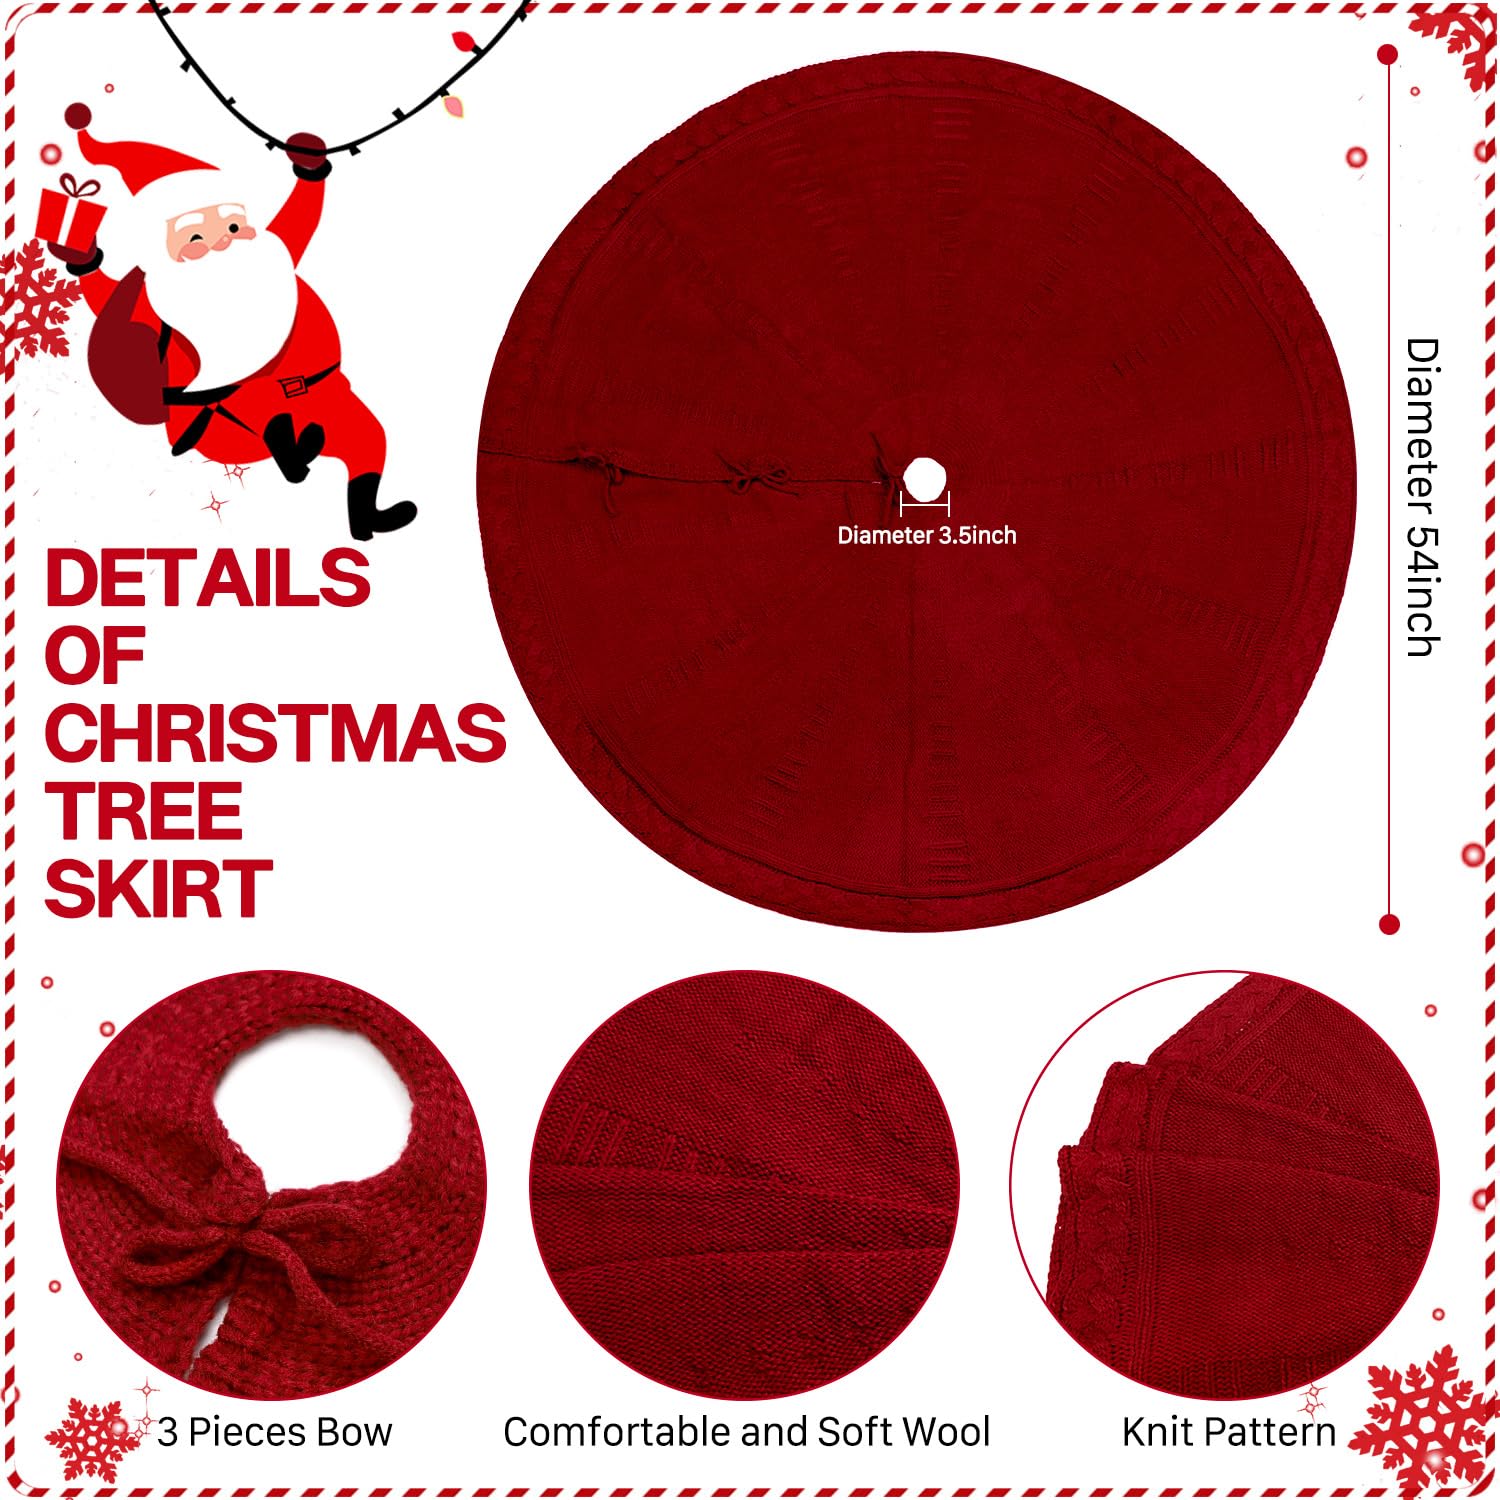 DETAILS
OF
CHRISTMAS
TREE
SKIRT
Diameter 3.5inch
Diameter 54inch
3 Pieces Bow
Comfortable and Soft Wool
Knit Pattern